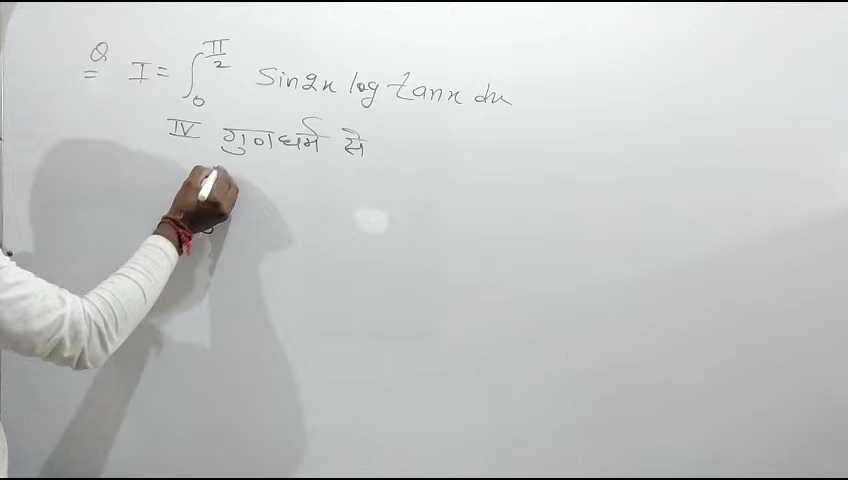 Q = I = ∫₀^(π/2) Sin2x log tanx dx
IV गुणधर्म से